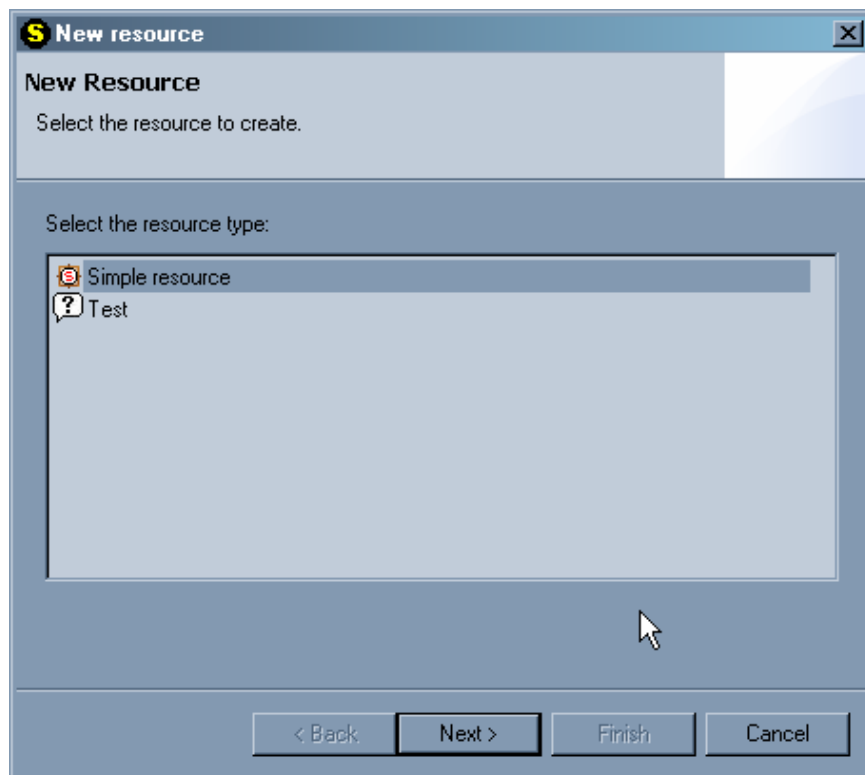 S New resource
New Resource
Select the resource to create.
Select the resource type:
S Simple resource
? Test
< Back Next > Finish Cancel